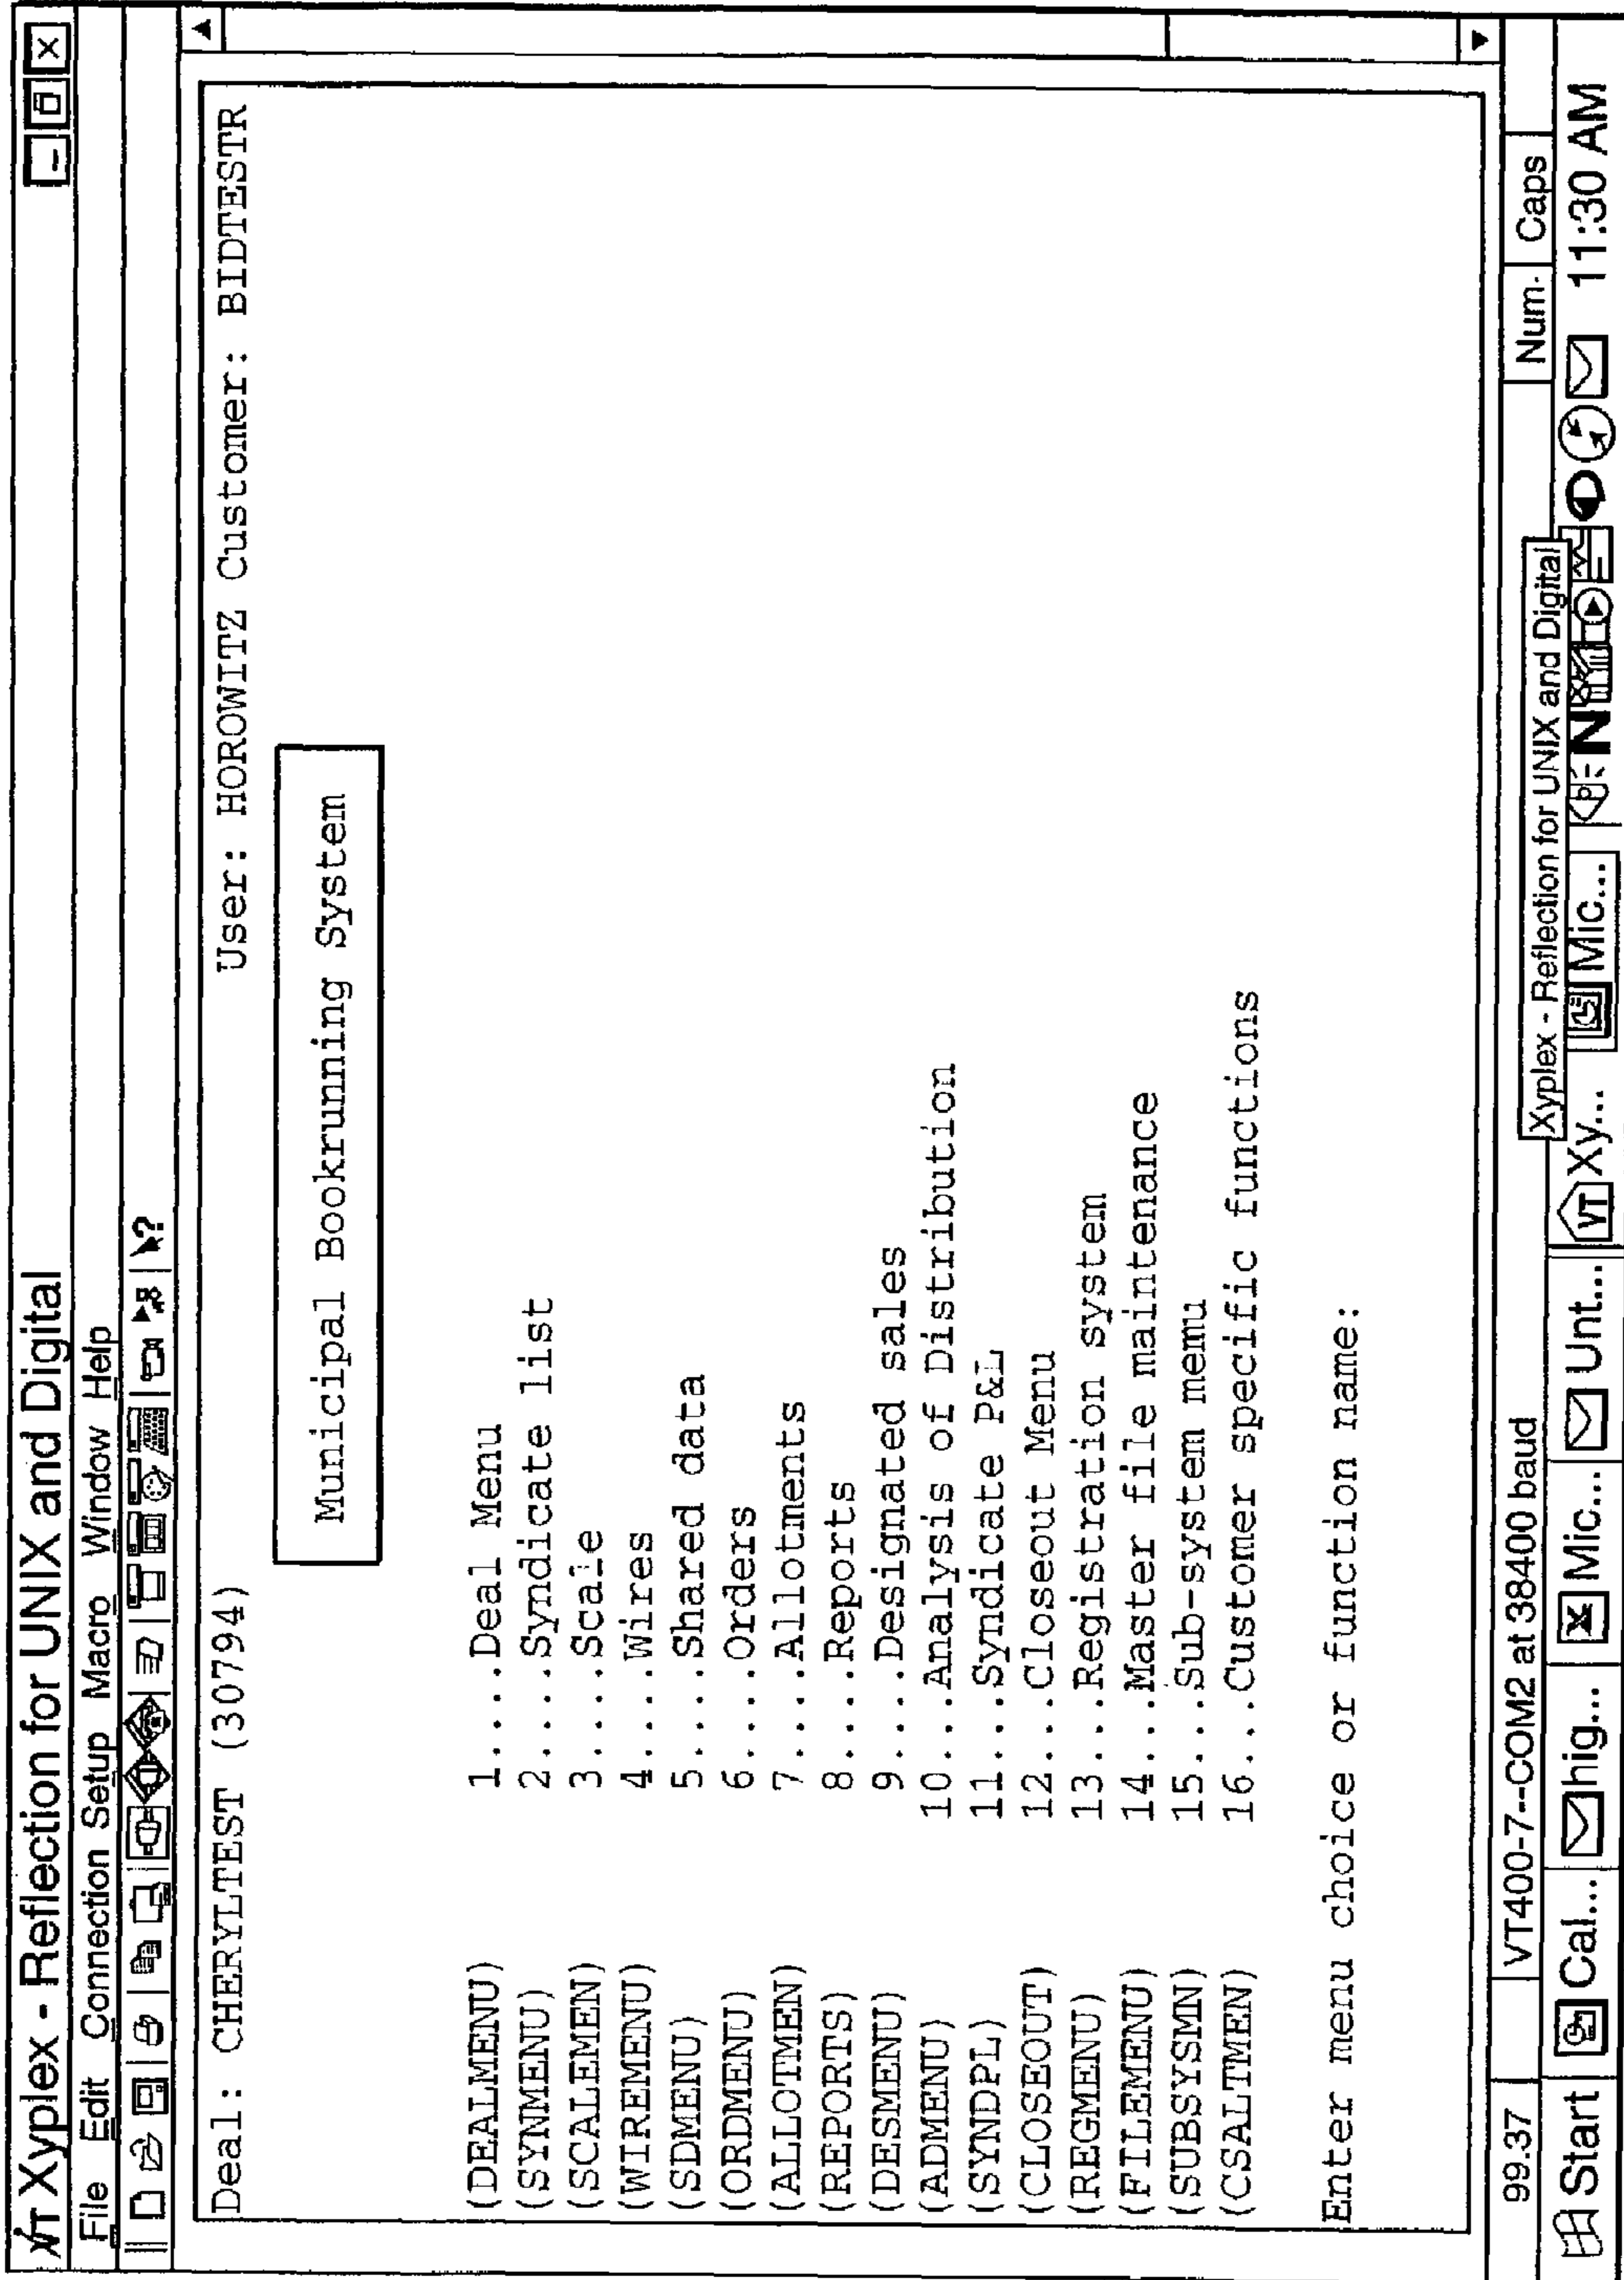 VT Xyplex - Reflection for UNIX and Digital
File Edit Connection Setup Macro Window Help
Deal: CHERYLTEST (30794) User: HOROWITZ Customer: BIDTESTR
Municipal Bookrunning System
(DEALMENU) 1....Deal Menu
(SYNMENU) 2....Syndicate list
(SCALEMEN) 3....Scale
(WIREMENU) 4....Wires
(SDMENU) 5....Shared data
(ORDMENU) 6....Orders
(ALLOTMEN) 7....Allotments
(REPORTS) 8....Reports
(DESMENU) 9....Designated sales
(ADMENU) 10...Analysis of Distribution
(SYNDPL) 11...Syndicate P&L
(CLOSEOUT) 12...Closeout Menu
(REGMENU) 13...Registration system
(FILEMENU) 14...Master file maintenance
(SUBSYSMN) 15...Sub-system memu
(CSALTMEN) 16...Customer specific functions
Enter menu choice or function name:
99.37 VT400-7--COM2 at 38400 baud Num. Caps
Xyplex - Reflection for UNIX and Digital
Start Cal... hig... Mic... Unt... VT Xy... Mic... N 11:30 AM